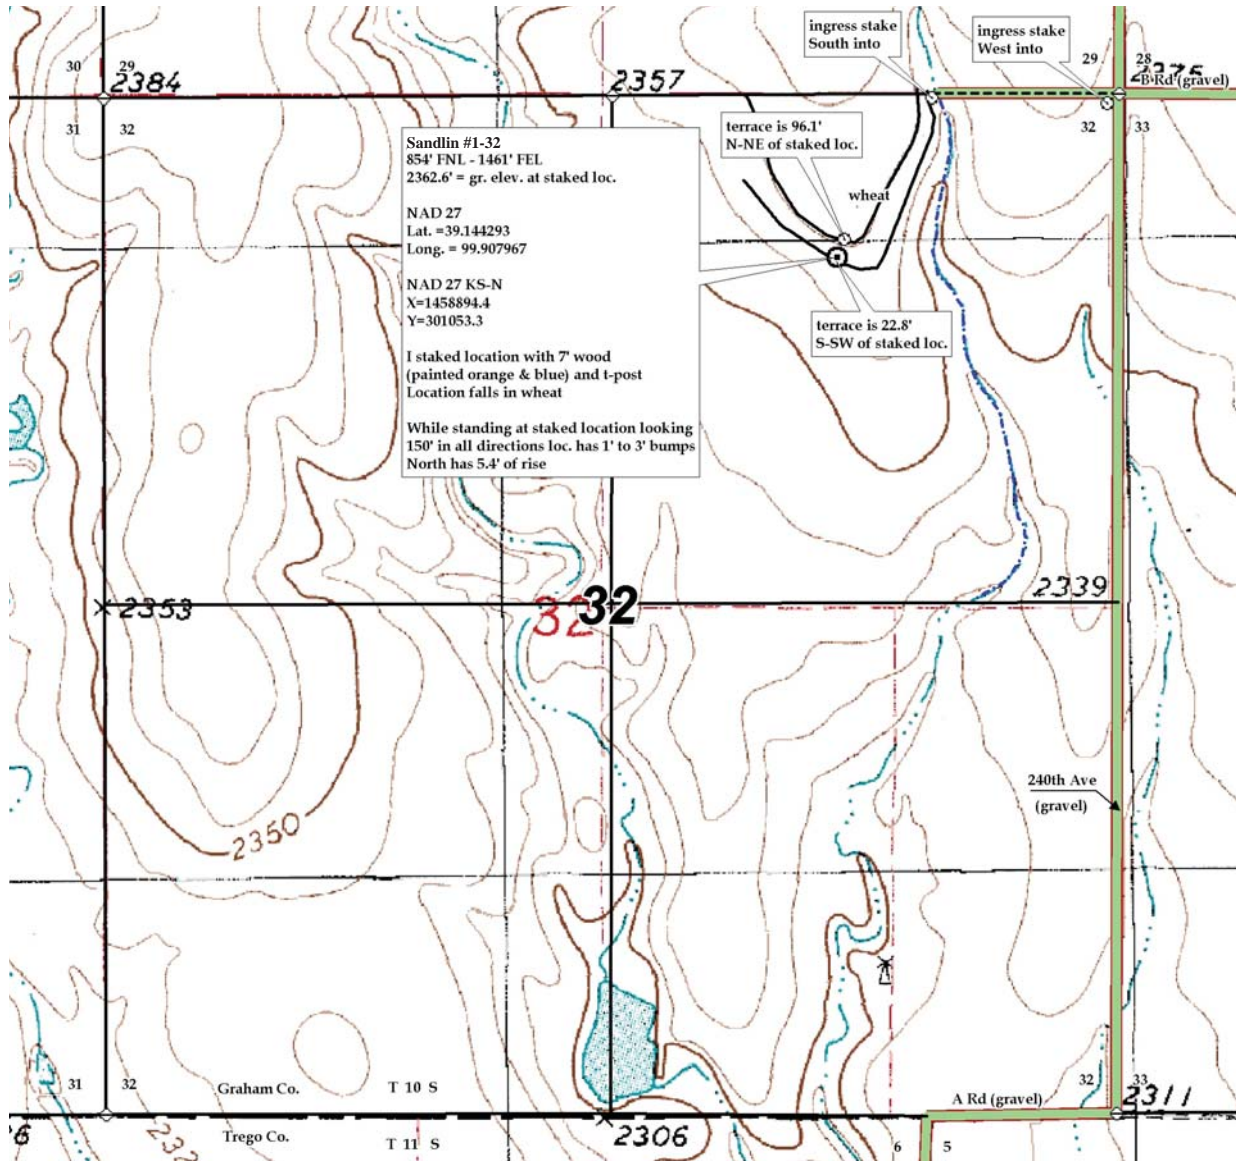 ingress stake
South into
ingress stake
West into
30
29
29
28
2384
2357
2375
B Rd (gravel)
31
32
32
33
Sandlin #1-32
854' FNL - 1461' FEL
2362.6' = gr. elev. at staked loc.
NAD 27
Lat. =39.144293
Long. = 99.907967
NAD 27 KS-N
X=1458894.4
Y=301053.3
I staked location with 7' wood
(painted orange & blue) and t-post
Location falls in wheat
While standing at staked location looking
150' in all directions loc. has 1' to 3' bumps
North has 5.4' of rise
terrace is 96.1'
N-NE of staked loc.
wheat
terrace is 22.8'
S-SW of staked loc.
2353
32
32
2339
240th Ave
(gravel)
2350
31
32
Graham Co.
T 10 S
32
33
A Rd (gravel)
2311
6
Trego Co.
T 11 S
2306
6
5